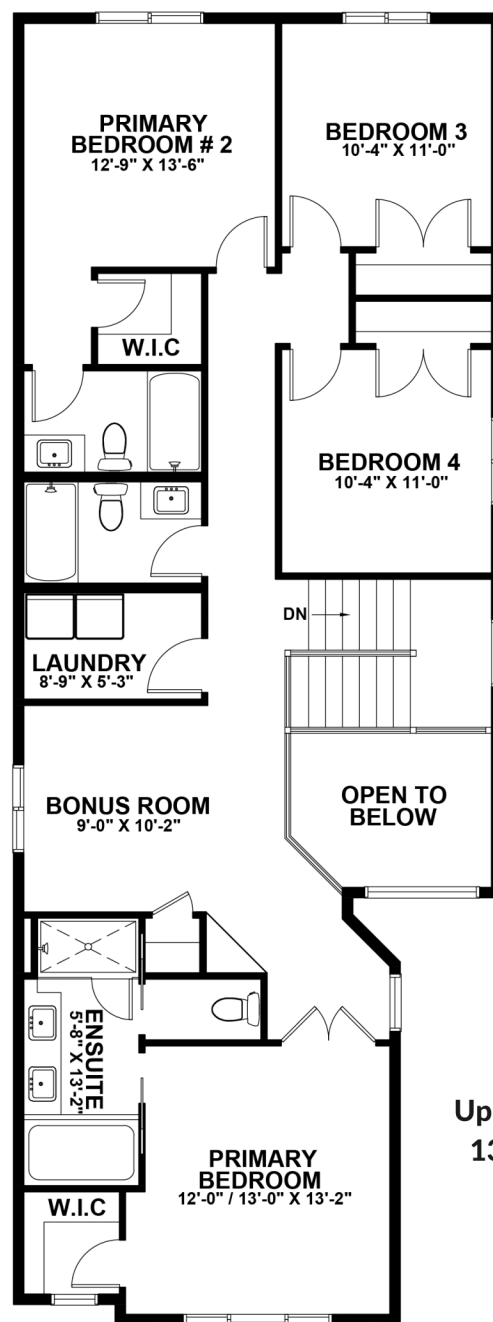 PRIMARY
BEDROOM # 2
12'-9" X 13'-6"
BEDROOM 3
10'-4" X 11'-0"
W.I.C
BEDROOM 4
10'-4" X 11'-0"
DN
LAUNDRY
8'-9" X 5'-3"
BONUS ROOM
9'-0" X 10'-2"
OPEN TO
BELOW
ENSUITE
5'-8" X 13'-2"
Up
13
PRIMARY
BEDROOM
12'-0" / 13'-0" X 13'-2"
W.I.C